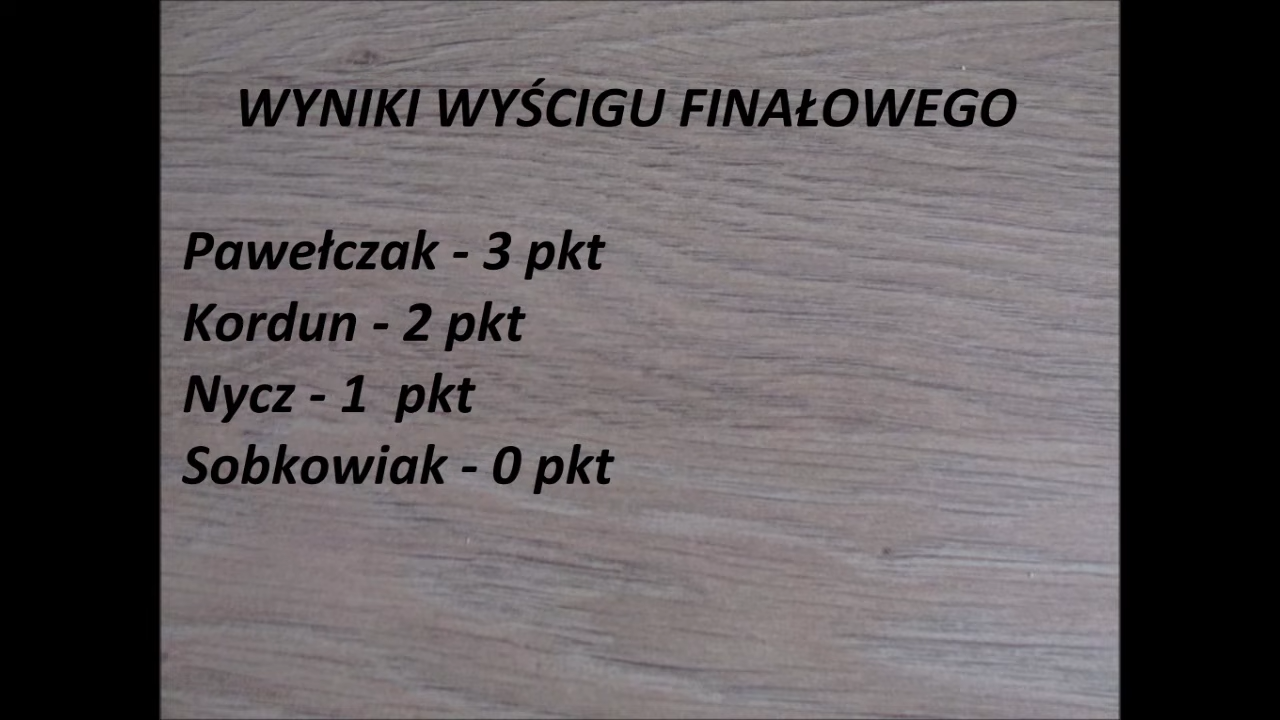 WYNIKI WYŚCIGU FINAŁOWEGO
Pawełczak - 3 pkt
Kordun - 2 pkt
Nycz - 1  pkt
Sobkowiak - 0 pkt